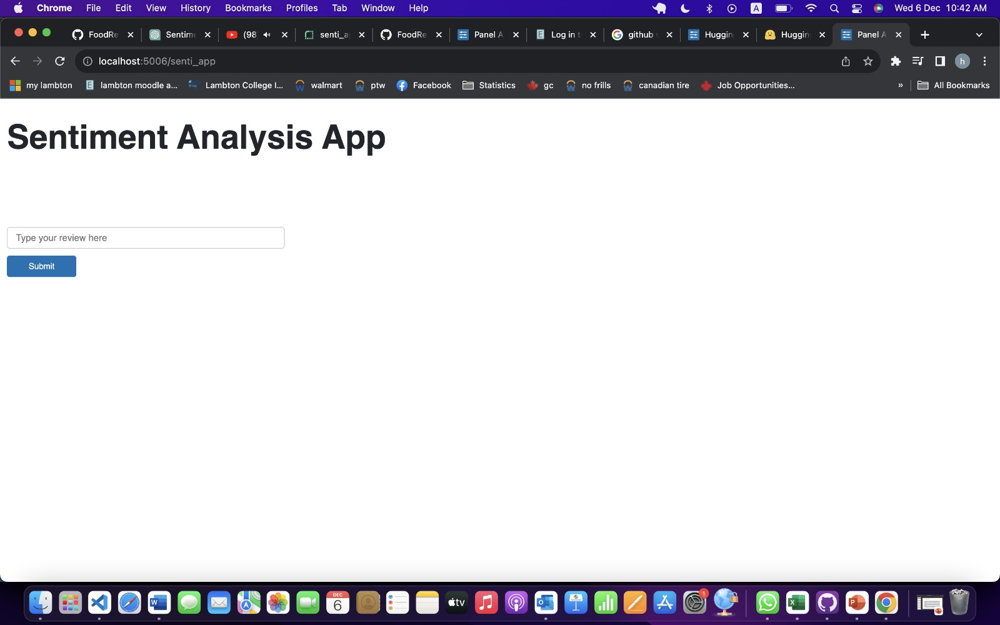 Chrome File Edit View History Bookmarks Profiles Tab Window Help A Wed 6 Dec 10:42 AM
FoodRe Sentime (98 senti_a FoodRe Panel A Log in t github Huggin Huggin Panel A
localhost:5006/senti_app h
my lambton E lambton moodle a... Lambton College I... walmart ptw Facebook Statistics gc no frills canadian tire Job Opportunities... » All Bookmarks
Sentiment Analysis App
Type your review here
Submit
W DEC 6 tv X P 1